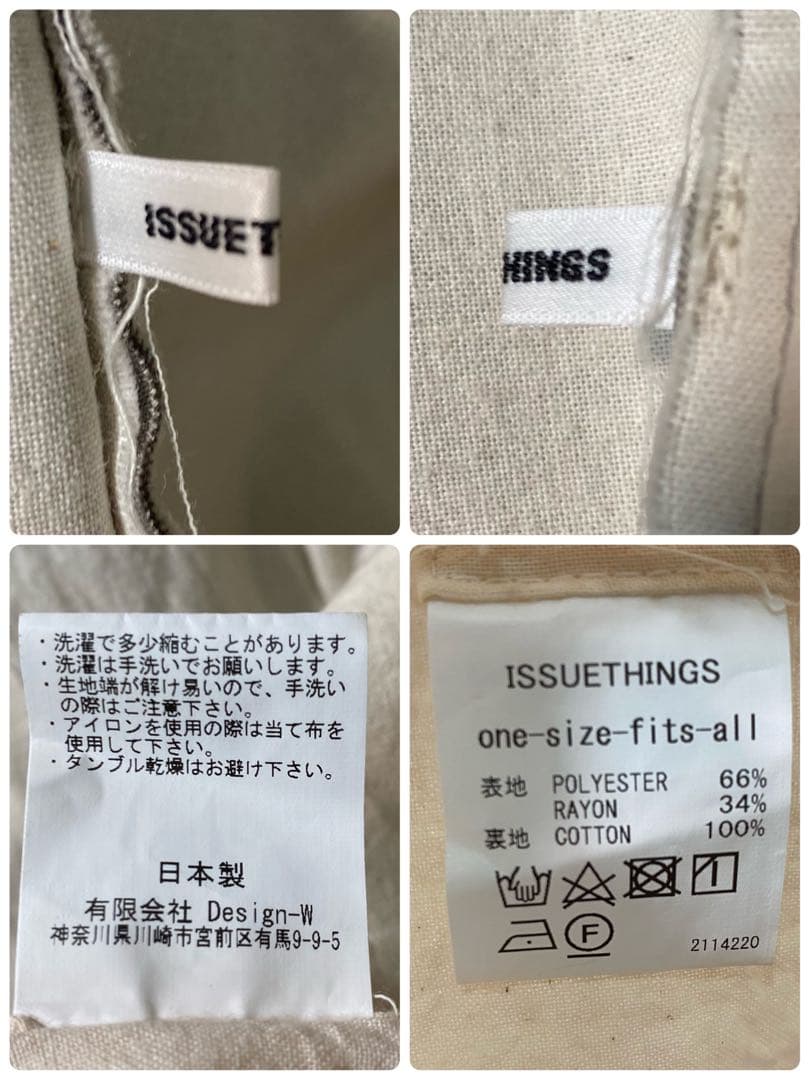 ISSUET
HINGS
・洗濯で多少縮むことがあります。
・洗濯は手洗いでお願いします。
・生地端が解け易いので、手洗い
の際はご注意下さい。
・アイロンを使用の際は当て布を
使用して下さい。
・タンブル乾燥はお避け下さい。
日本製
有限会社 Design-W
神奈川県川崎市宮前区有馬9-9-5
ISSUETHINGS
one-size-fits-all
表地 POLYESTER 66%
RAYON 34%
裏地 COTTON 100%
F
2114220